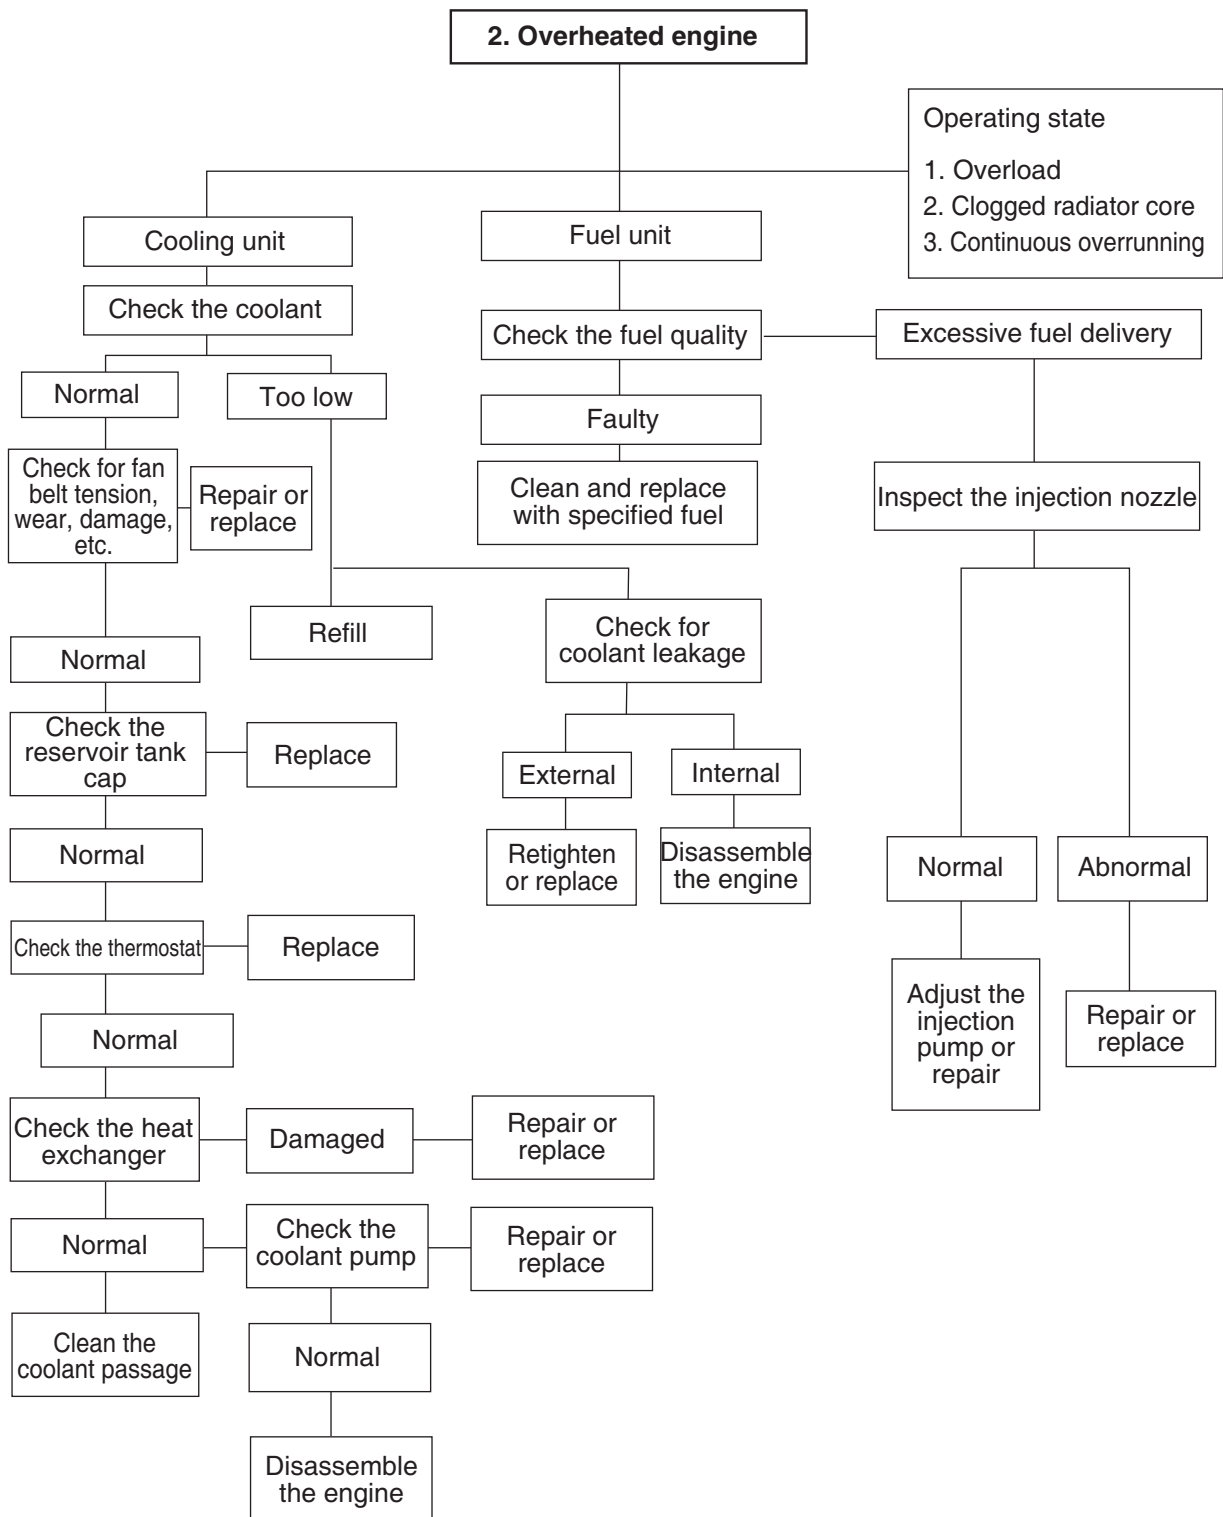 2. Overheated engine
Operating state
1. Overload
2. Clogged radiator core
3. Continuous overrunning
Cooling unit
Fuel unit
Check the coolant
Check the fuel quality
Excessive fuel delivery
Normal
Too low
Faulty
Check for fan
belt tension,
wear, damage,
etc.
Repair or
replace
Clean and replace
with specified fuel
Inspect the injection nozzle
Refill
Check for
coolant leakage
Normal
Check the
reservoir tank
cap
Replace
External
Internal
Normal
Retighten
or replace
Disassemble
the engine
Normal
Abnormal
Check the thermostat
Replace
Adjust the
injection
pump or
repair
Repair or
replace
Normal
Check the heat
exchanger
Damaged
Repair or
replace
Normal
Check the
coolant pump
Repair or
replace
Clean the
coolant passage
Normal
Disassemble
the engine